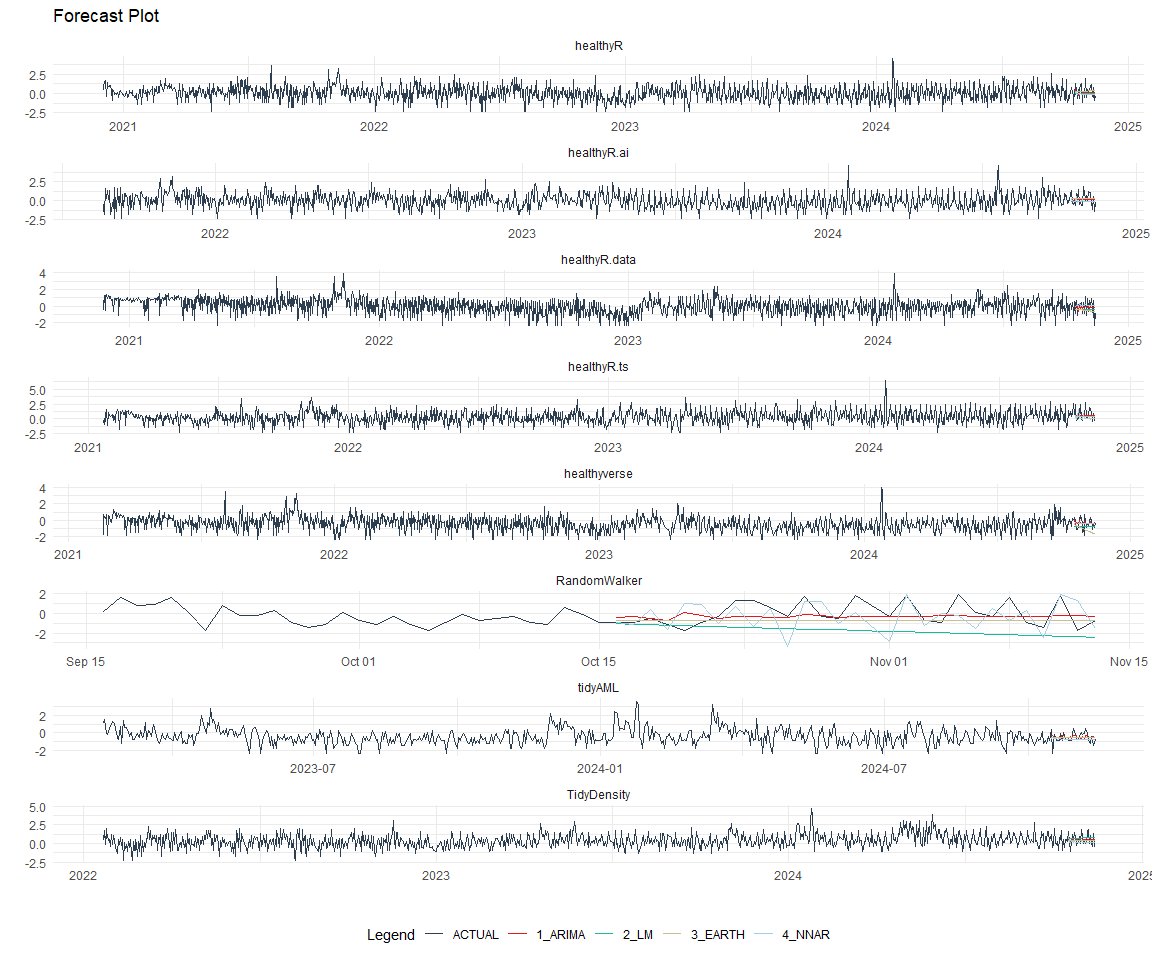 Forecast Plot
healthyR
2.5
0.0
-2.5
2021 2022 2023 2024 2025
healthyR.ai
2.5
0.0
-2.5
2022 2023 2024 2025
healthyR.data
4
2
0
-2
2021 2022 2023 2024 2025
healthyR.ts
5.0
2.5
0.0
-2.5
2021 2022 2023 2024 2025
healthyverse
4
2
0
-2
2021 2022 2023 2024 2025
RandomWalker
2
0
-2
Sep 15 Oct 01 Oct 15 Nov 01 Nov 15
tidyAML
2
0
-2
2023-07 2024-01 2024-07
TidyDensity
5.0
2.5
0.0
-2.5
2022 2023 2024 2025
Legend ACTUAL 1_ARIMA 2_LM 3_EARTH 4_NNAR